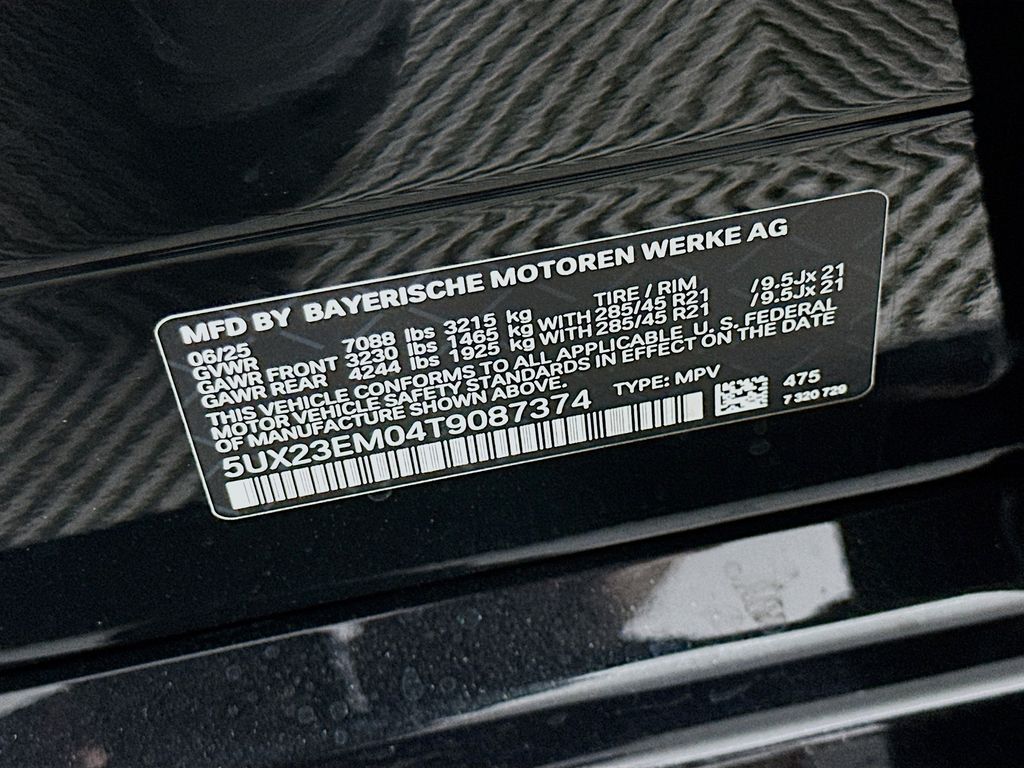 MFD BY BAYERISCHE MOTOREN WERKE AG
06/25 TIRE / RIM
GVWR 7088 lbs 3215 kg
GAWR FRONT 3230 lbs 1465 kg WITH 285/45 R21 /9.5Jx 21
GAWR REAR 4244 lbs 1925 kg WITH 285/45 R21 /9.5Jx 21
THIS VEHICLE CONFORMS TO ALL APPLICABLE U. S. FEDERAL
MOTOR VEHICLE SAFETY STANDARDS IN EFFECT ON THE DATE
OF MANUFACTURE SHOWN ABOVE.
5UX23EM04T9087374 TYPE: MPV 475
7 320 729